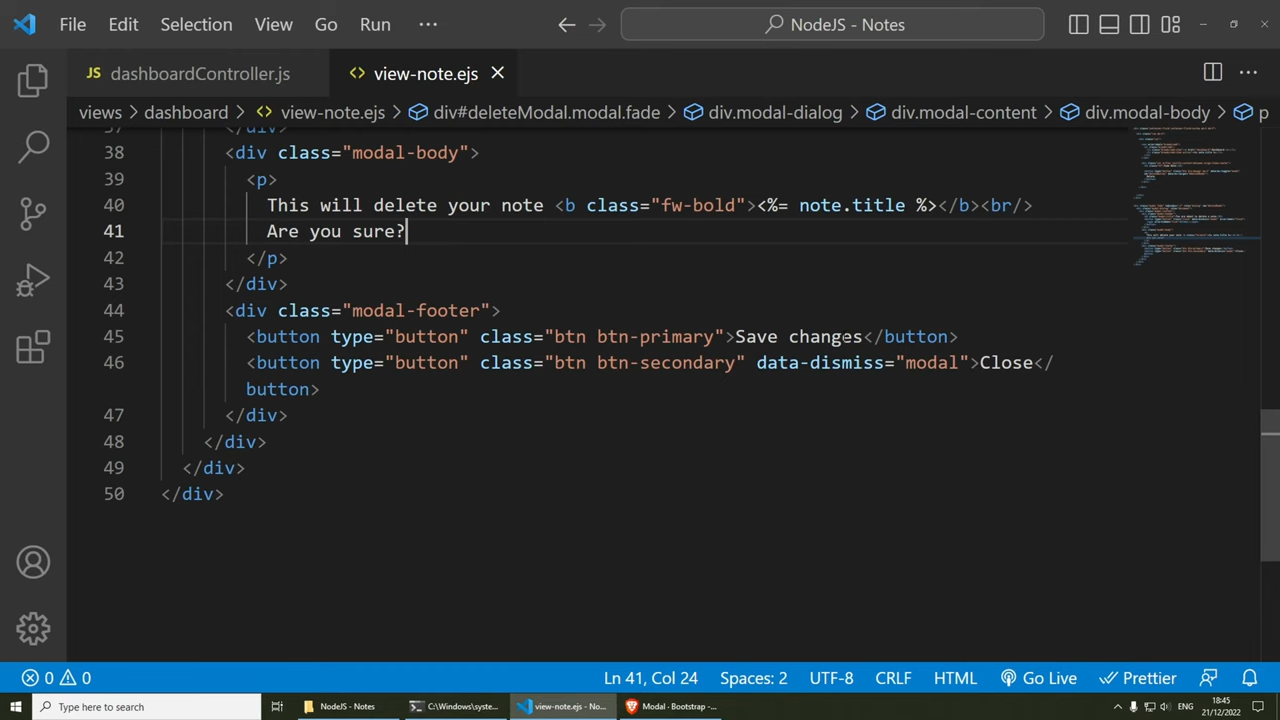 File Edit View Go Run ··· NodeJS - Notes
JS dashboardController.js <> view-note.ejs
views > dashboard > <> view-note.ejs > div#deleteModal.modal.fade > div.modal-dialog > div.modal-content > div.modal-body > p
37 </div>
38 <div class="modal-body">
39 <p>
40 This will delete your note <b class="fw-bold"><%= note.title %></b><br/>
41 Are you sure?
42 </p>
43 </div>
44 <div class="modal-footer">
45 <button type="button" class="btn btn-primary">Save changes</button>
46 <button type="button" class="btn btn-secondary" data-dismiss="modal">Close</
button>
47 </div>
48 </div>
49 </div>
50 </div>
0 0 Ln 41, Col 24 Spaces: 2 UTF-8 CRLF HTML Go Live Prettier
Type here to search NodeJS - Notes C:\Windows\syste... view-note.ejs - No... Modal · Bootstrap -... 18:45
21/12/2022